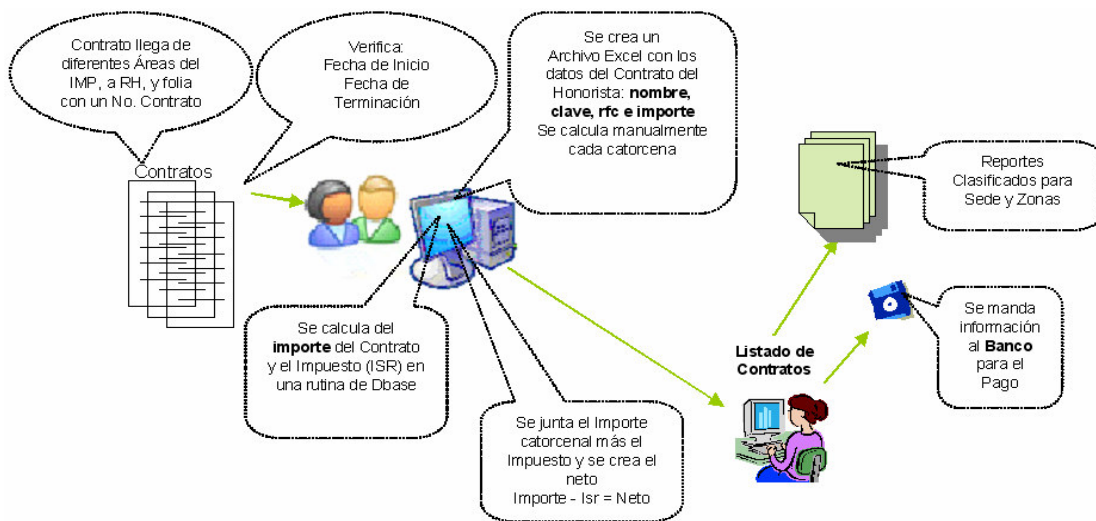 Contrato llega de
diferentes Áreas del
IMP, a RH, y folia
con un No. Contrato
Verifica:
Fecha de Inicio
Fecha de
Terminación
Se crea un
Archivo Excel con los
datos del Contrato del
Honorista: nombre,
clave, rfc e importe
Se calcula manualmente
cada catorcena
Contratos
Reportes
Clasificados para
Sede y Zonas
Se calcula del
importe del Contrato
y el Impuesto (ISR) en
una rutina de Dbase
Se junta el Importe
catorcenal más el
Impuesto y se crea el
neto
Importe - Isr = Neto
Listado de
Contratos
Se manda
información
al Banco
para el
Pago